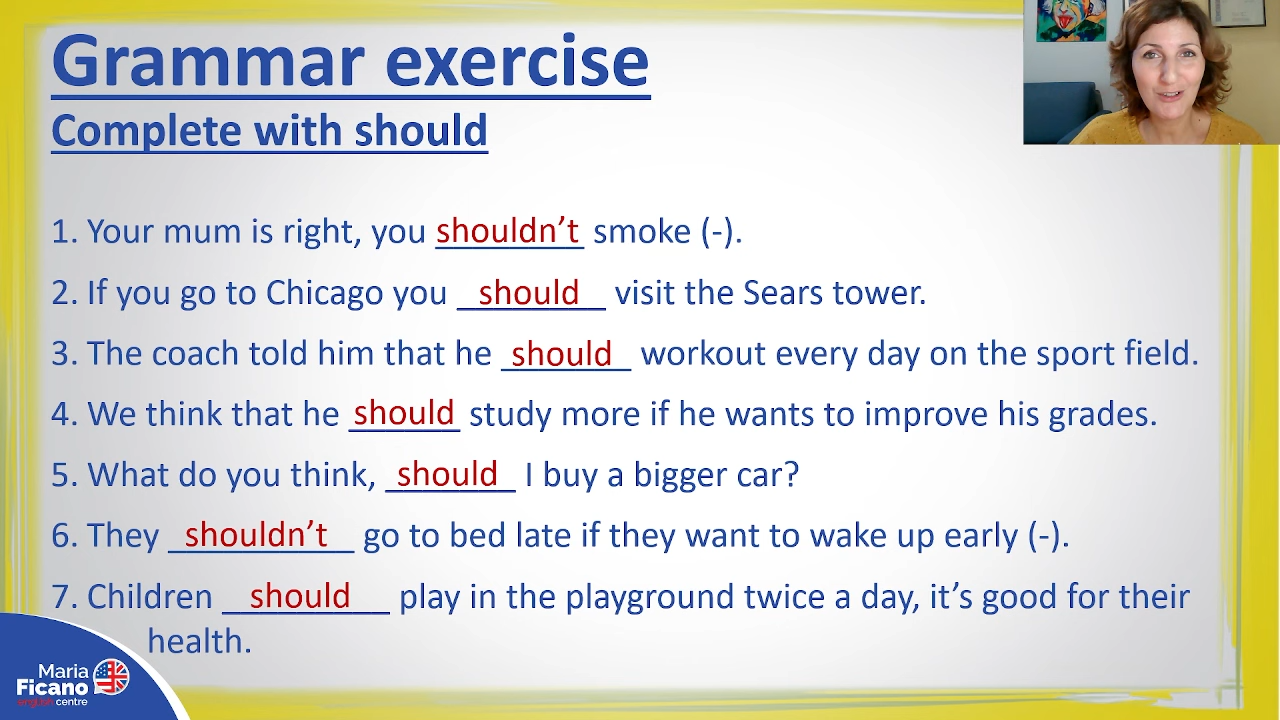 Grammar exercise
Complete with should
1. Your mum is right, you shouldn't smoke (-).
2. If you go to Chicago you should visit the Sears tower.
3. The coach told him that he should workout every day on the sport field.
4. We think that he should study more if he wants to improve his grades.
5. What do you think, should I buy a bigger car?
6. They shouldn't go to bed late if they want to wake up early (-).
7. Children should play in the playground twice a day, it's good for their
health.
Maria
Ficano
english centre